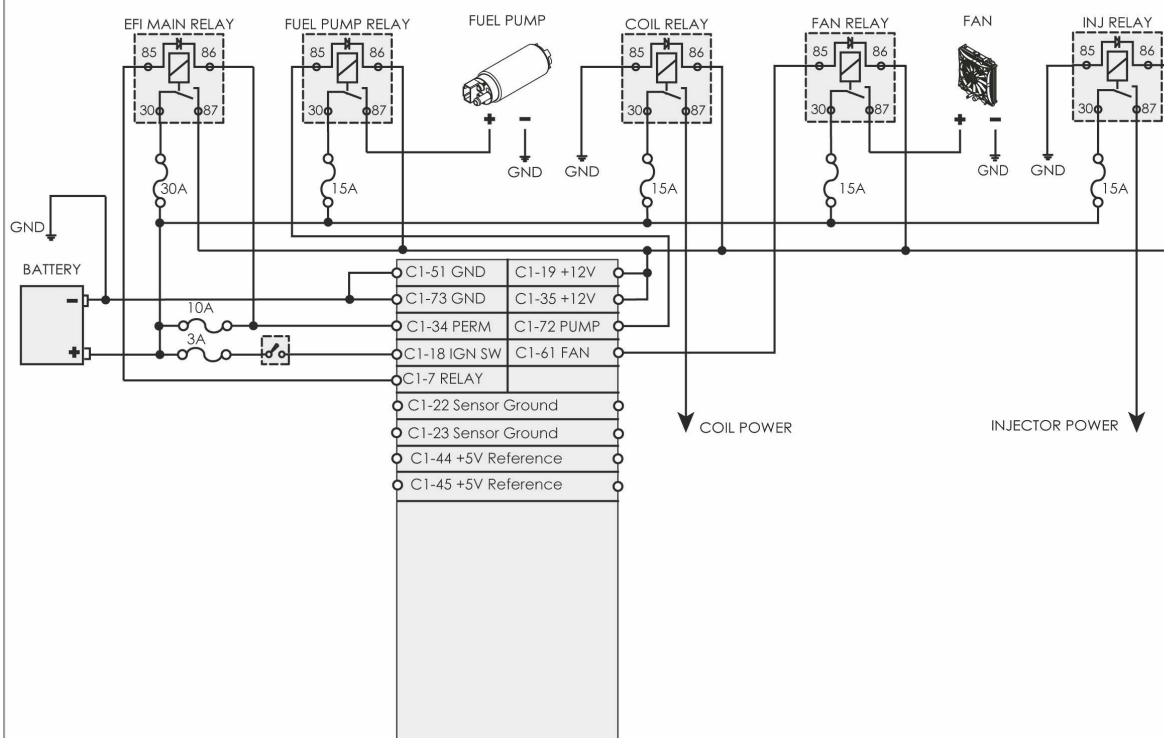 EFI MAIN RELAY
FUEL PUMP RELAY
FUEL PUMP
COIL RELAY
FAN RELAY
FAN
INJ RELAY
85 86
85 86
85 86
85 86
85 86
30 87
30 87
30 87
30 87
30 87
+ -
+ -
GND
GND
GND
GND
30A
15A
15A
15A
15A
GND
BATTERY
-
+
10A
3A
C1-51 GND
C1-19 +12V
C1-73 GND
C1-35 +12V
C1-34 PERM
C1-72 PUMP
C1-18 IGN SW
C1-61 FAN
C1-7 RELAY
C1-22 Sensor Ground
C1-23 Sensor Ground
C1-44 +5V Reference
C1-45 +5V Reference
COIL POWER
INJECTOR POWER